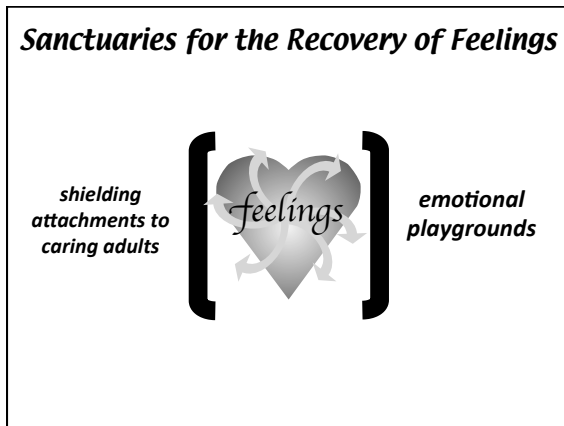 Sanctuaries for the Recovery of Feelings
shielding
attachments to
caring adults
feelings
emotional
playgrounds